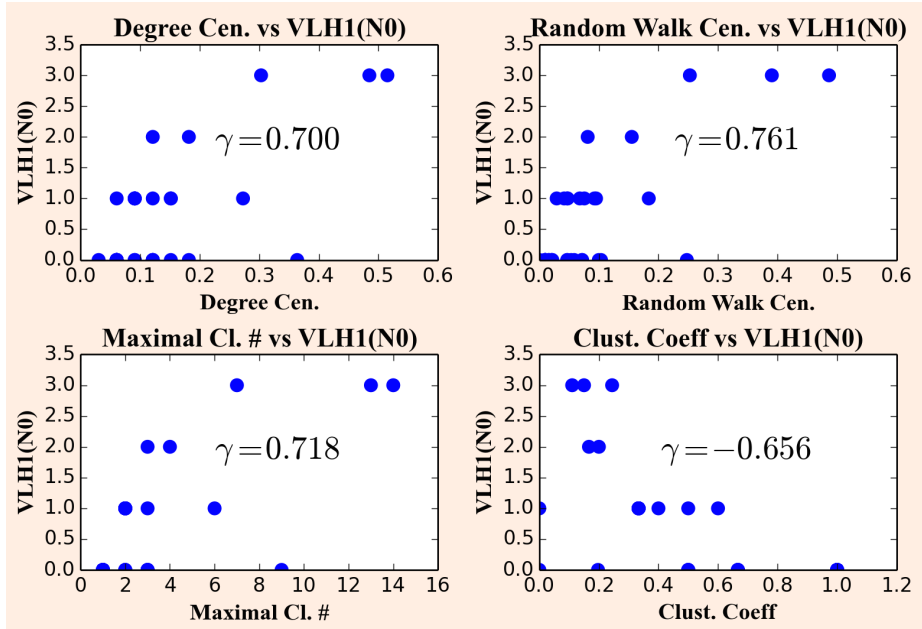 Degree Cen. vs VLH1(N0)
3.5
3.0
2.5
2.0
1.5
1.0
0.5
0.0
VLH1(N0)
γ=0.700
0.0 0.1 0.2 0.3 0.4 0.5 0.6
Degree Cen.
Random Walk Cen. vs VLH1(N0)
3.5
3.0
2.5
2.0
1.5
1.0
0.5
0.0
VLH1(N0)
γ=0.761
0.0 0.1 0.2 0.3 0.4 0.5 0.6
Random Walk Cen.
Maximal Cl. # vs VLH1(N0)
3.5
3.0
2.5
2.0
1.5
1.0
0.5
0.0
VLH1(N0)
γ=0.718
0 2 4 6 8 10 12 14 16
Maximal Cl. #
Clust. Coeff vs VLH1(N0)
3.5
3.0
2.5
2.0
1.5
1.0
0.5
0.0
VLH1(N0)
γ=−0.656
0.0 0.2 0.4 0.6 0.8 1.0 1.2
Clust. Coeff